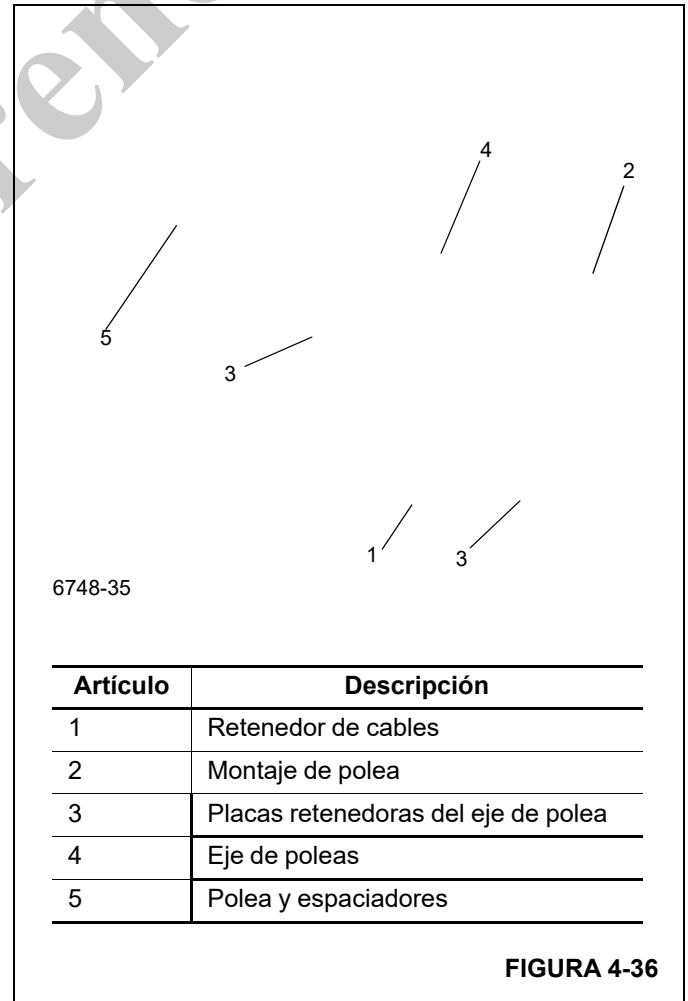 4
2
5
3
1
3
6748-35
Artículo Descripción
1 Retenedor de cables
2 Montaje de polea
3 Placas retenedoras del eje de polea
4 Eje de poleas
5 Polea y espaciadores
FIGURA 4-36